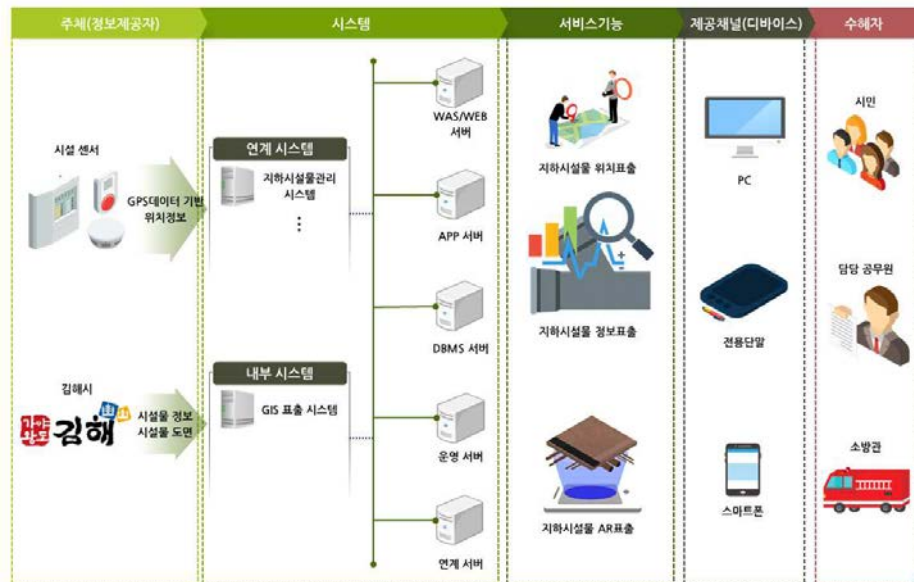 주체(정보제공자)
시스템
서비스기능
제공채널(디바이스)
수혜자
시설 센서
GPS데이터 기반
위치정보
김해시
가야
왕도
김해
시설물 정보
시설물 도면
연계 시스템
지하시설물관리
시스템
⋮
내부 시스템
GIS 표출 시스템
WAS/WEB
서버
APP 서버
DBMS 서버
운영 서버
연계 서버
지하시설물 위치표출
지하시설물 정보표출
지하시설물 AR표출
PC
전용단말
스마트폰
시민
담당 공무원
소방관